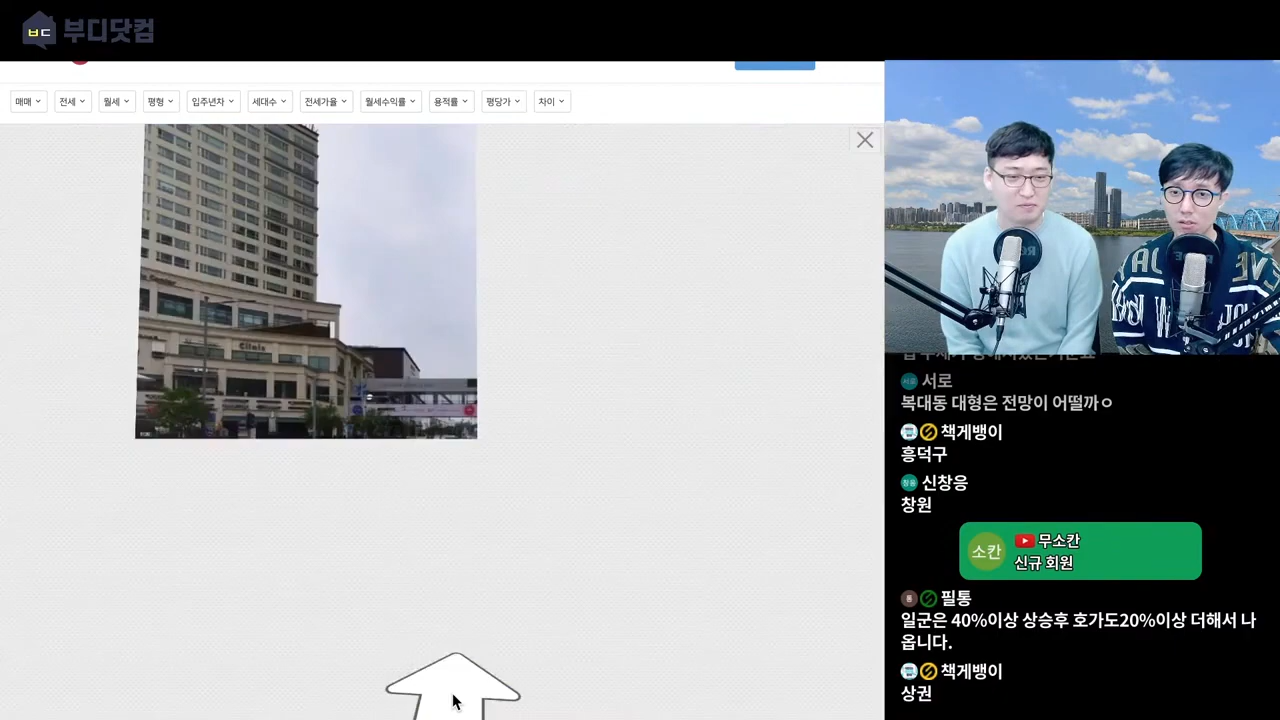 부디닷컴
매매 전세 월세 평형 입주년차 세대수 전세가율 월세수익률 용적률 평당가 차이
Clinic
서로 서로
복대동 대형은 전망이 어떨까ㅇ
책게뱅이
흥덕구
창응 신창응
창원
소칸 무소칸
신규 회원
필통
일군은 40%이상 상승후 호가도20%이상 더해서 나
옵니다.
책게뱅이
상권